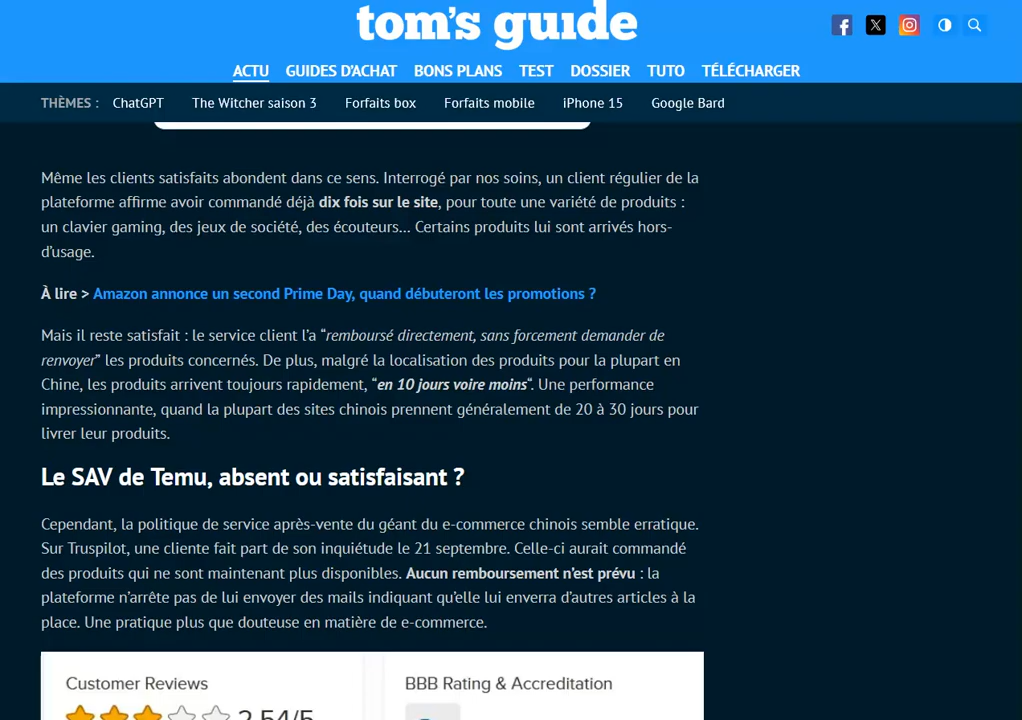 tom's guide
ACTU GUIDES D'ACHAT BONS PLANS TEST DOSSIER TUTO TÉLÉCHARGER
THÈMES : ChatGPT The Witcher saison 3 Forfaits box Forfaits mobile iPhone 15 Google Bard
Même les clients satisfaits abondent dans ce sens. Interrogé par nos soins, un client régulier de la
plateforme affirme avoir commandé déjà dix fois sur le site, pour toute une variété de produits :
un clavier gaming, des jeux de société, des écouteurs... Certains produits lui sont arrivés hors-
d'usage.
À lire > Amazon annonce un second Prime Day, quand débuteront les promotions ?
Mais il reste satisfait : le service client l'a “remboursé directement, sans forcement demander de
renvoyer” les produits concernés. De plus, malgré la localisation des produits pour la plupart en
Chine, les produits arrivent toujours rapidement, “en 10 jours voire moins“. Une performance
impressionnante, quand la plupart des sites chinois prennent généralement de 20 à 30 jours pour
livrer leur produits.
Le SAV de Temu, absent ou satisfaisant ?
Cependant, la politique de service après-vente du géant du e-commerce chinois semble erratique.
Sur Truspilot, une cliente fait part de son inquiétude le 21 septembre. Celle-ci aurait commandé
des produits qui ne sont maintenant plus disponibles. Aucun remboursement n'est prévu : la
plateforme n'arrête pas de lui envoyer des mails indiquant qu'elle lui enverra d'autres articles à la
place. Une pratique plus que douteuse en matière de e-commerce.
Customer Reviews BBB Rating & Accreditation
2.54/5